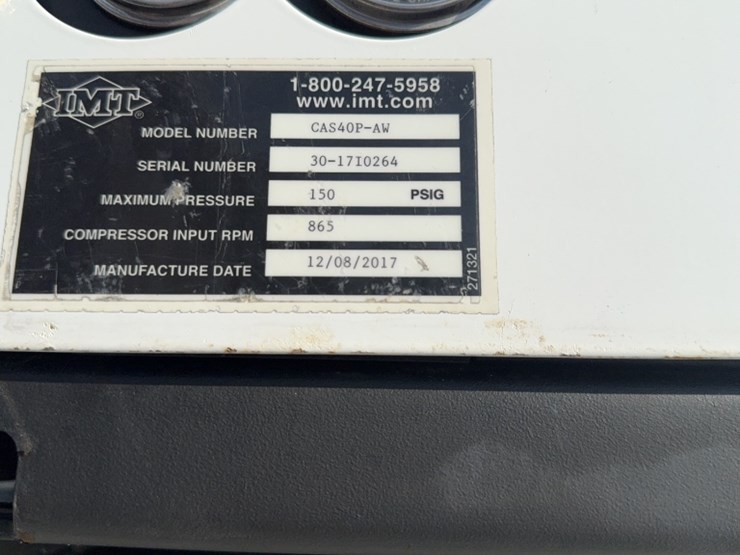 IMT®
1-800-247-5958
www.imt.com
MODEL NUMBER CAS40P-AW
SERIAL NUMBER 30-17I0264
MAXIMUM PRESSURE 150 PSIG
COMPRESSOR INPUT RPM 865
MANUFACTURE DATE 12/08/2017
271321